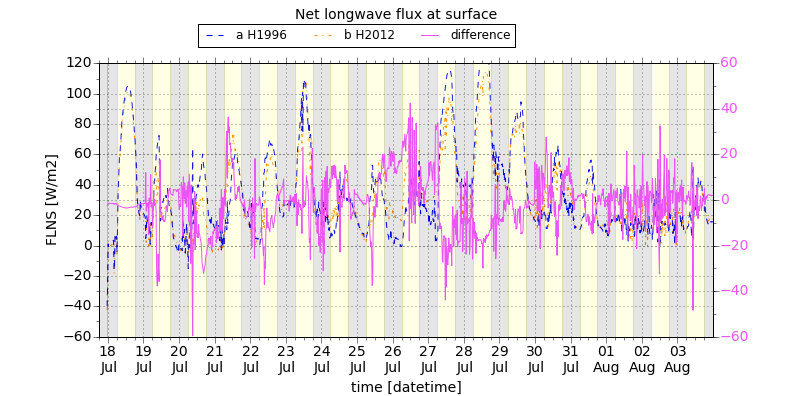 Net longwave flux at surface
a H1996 b H2012 difference
120 60
100 40
80
60 20
40 0
20
0 −20
−20 −40
−40
−60 −60
FLNS [W/m2]
18 19 20 21 22 23 24 25 26 27 28 29 30 31 01 02 03
Jul Jul Jul Jul Jul Jul Jul Jul Jul Jul Jul Jul Jul Jul Aug Aug Aug
time [datetime]